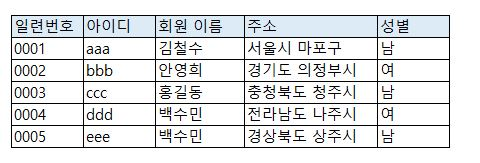 일련번호 아이디 회원 이름 주소 성별
0001 aaa 김철수 서울시 마포구 남
0002 bbb 안영희 경기도 의정부시 여
0003 ccc 홍길동 충청북도 청주시 남
0004 ddd 백수민 전라남도 나주시 여
0005 eee 백수민 경상북도 상주시 남